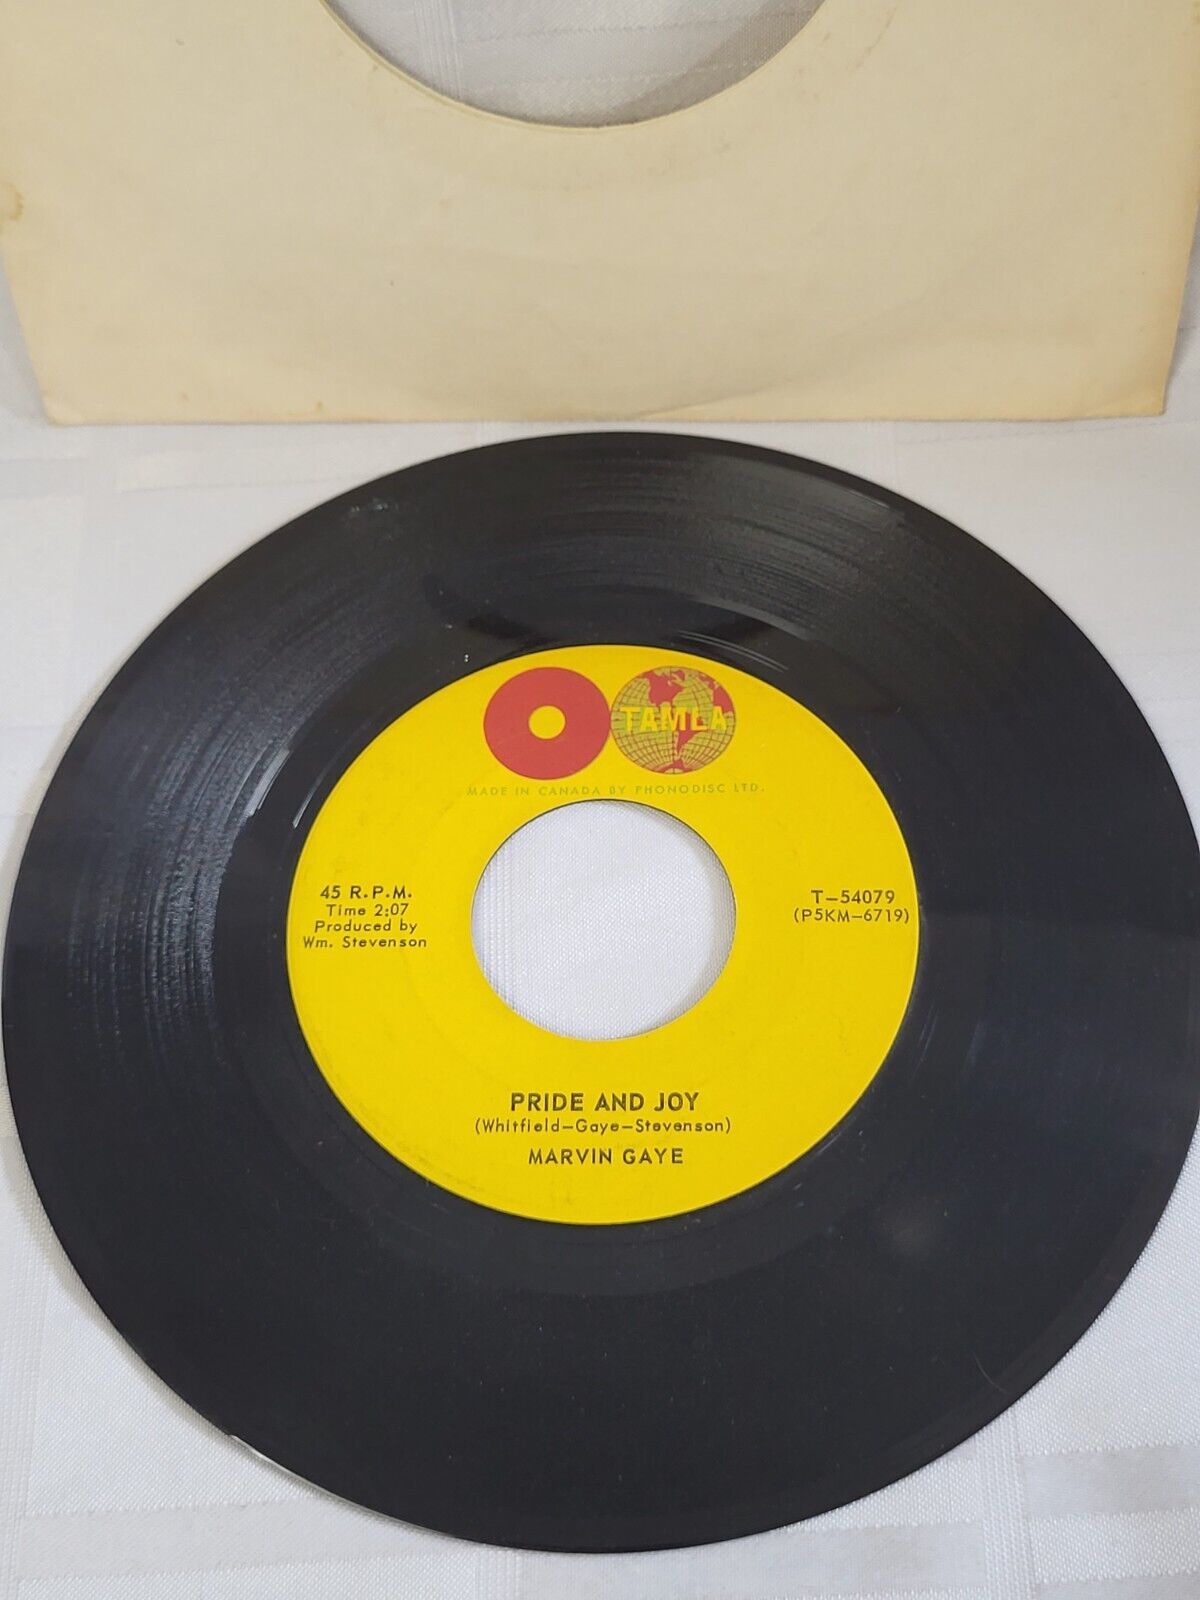 TAMLA
MADE IN CANADA BY PHONODISC LTD.
45 R.P.M.
Time 2:07
Produced by
Wm. Stevenson
T-54079
(P5KM-6719)
PRIDE AND JOY
(Whitfield-Gaye-Stevenson)
MARVIN GAYE